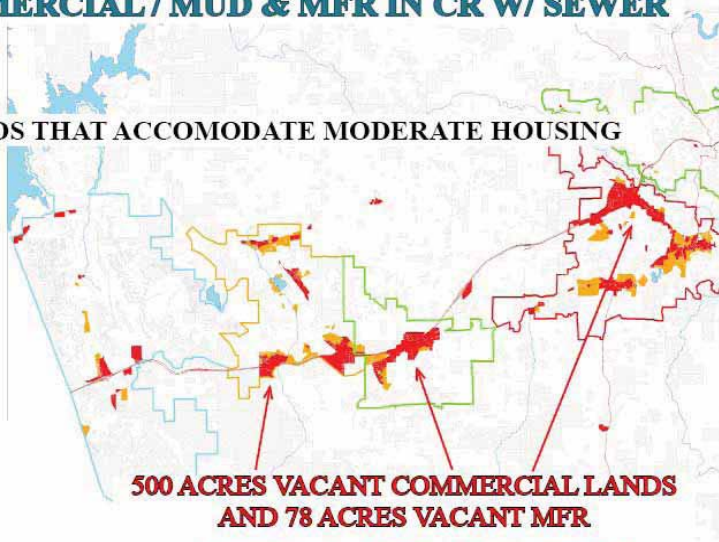 MERCIAL / MUD & MFR IN CR W/ SEWER
DS THAT ACCOMODATE MODERATE HOUSING
500 ACRES VACANT COMMERCIAL LANDS
AND 78 ACRES VACANT MFR